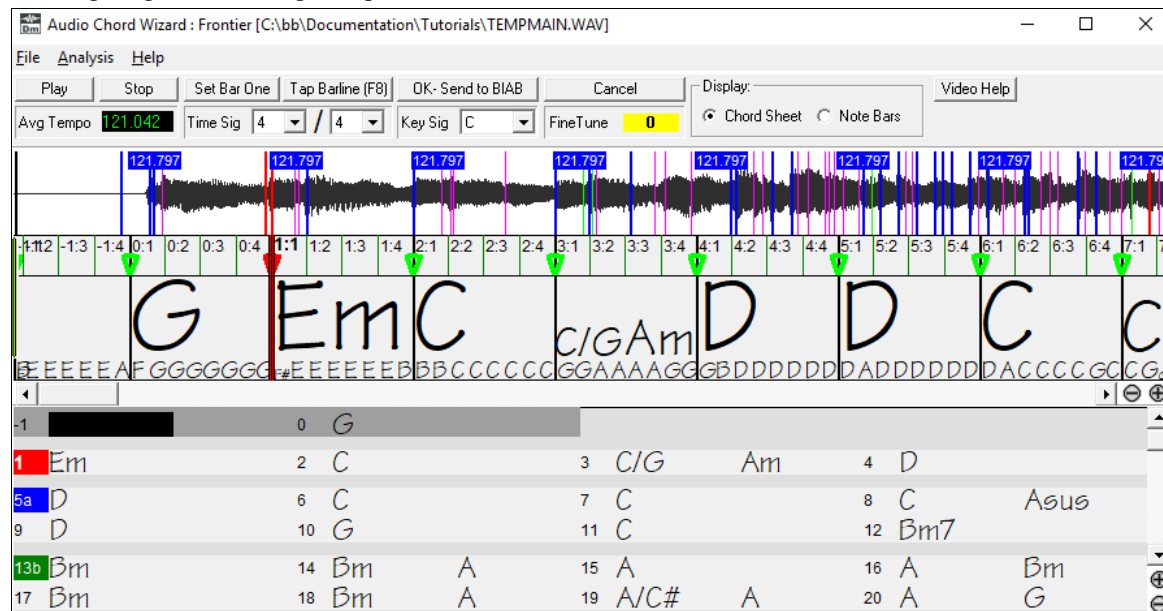 Audio Chord Wizard : Frontier [C:\bb\Documentation\Tutorials\TEMPMAIN.WAV]
File Analysis Help
Play Stop Set Bar One Tap Barline (F8) OK- Send to BIAB Cancel Display: Video Help
Avg Tempo 121.042 Time Sig 4 / 4 Key Sig C FineTune 0 Chord Sheet Note Bars
121.797 121.797 121.797 121.797 121.797 121.797 121.797 121.79
-1:3 -1:4 0:1 0:2 0:3 0:4 1:1 1:2 1:3 1:4 2:1 2:2 2:3 2:4 3:1 3:2 3:3 3:4 4:1 4:2 4:3 4:4 5:1 5:2 5:3 5:4 6:1 6:2 6:3 6:4 7:1
G Em C C/G Am D D C C
E E E E E A F G G G G G G G F# E E E E E E B B B C C C C C C G G A A A A G G G B D D D D D D D A D D D D D D A C C C C G C C G
-1 0 G
1 Em 2 C 3 C/G Am 4 D
5a D 6 C 7 C 8 C Asus
9 D 10 G 11 C 12 Bm7
13b Bm 14 Bm A 15 A 16 A Bm
17 Bm 18 Bm A 19 A/C# A 20 A G